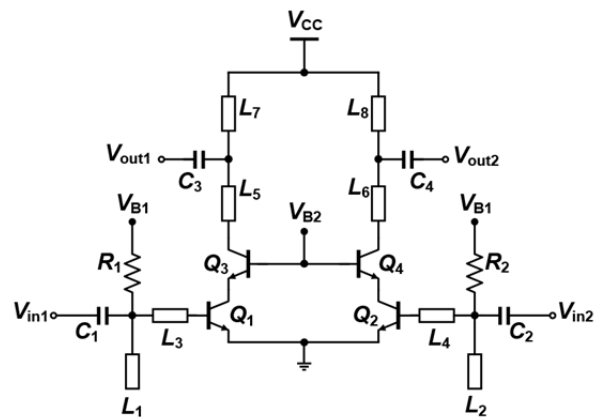 VCC
L7 L8
Vout1 C3 C4 Vout2
L5 L6
VB1 VB2 VB1
R1 Q3 Q4 R2
Vin1 C1 L3 Q1 Q2 L4 C2 Vin2
L1 L2